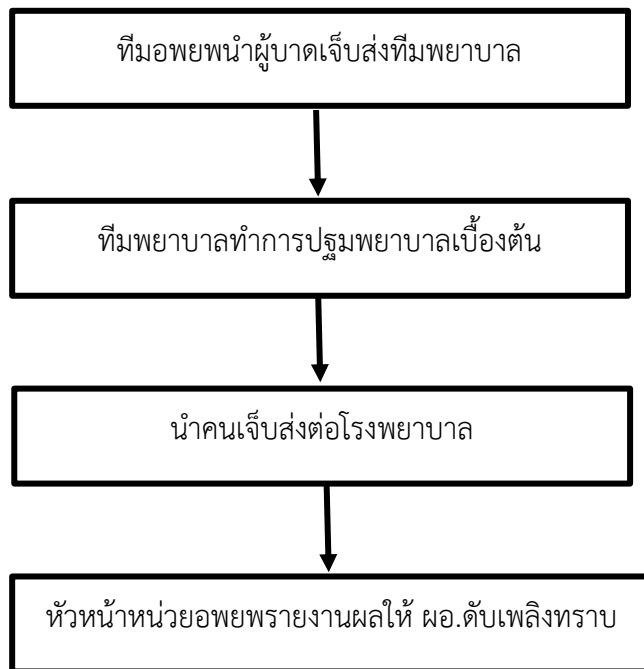 ทีมอพยพนำผู้บาดเจ็บส่งทีมพยาบาล
ทีมพยาบาลทำการปฐมพยาบาลเบื้องต้น
นำคนเจ็บส่งต่อโรงพยาบาล
หัวหน้าหน่วยอพยพรายงานผลให้ ผอ.ดับเพลิงทราบ